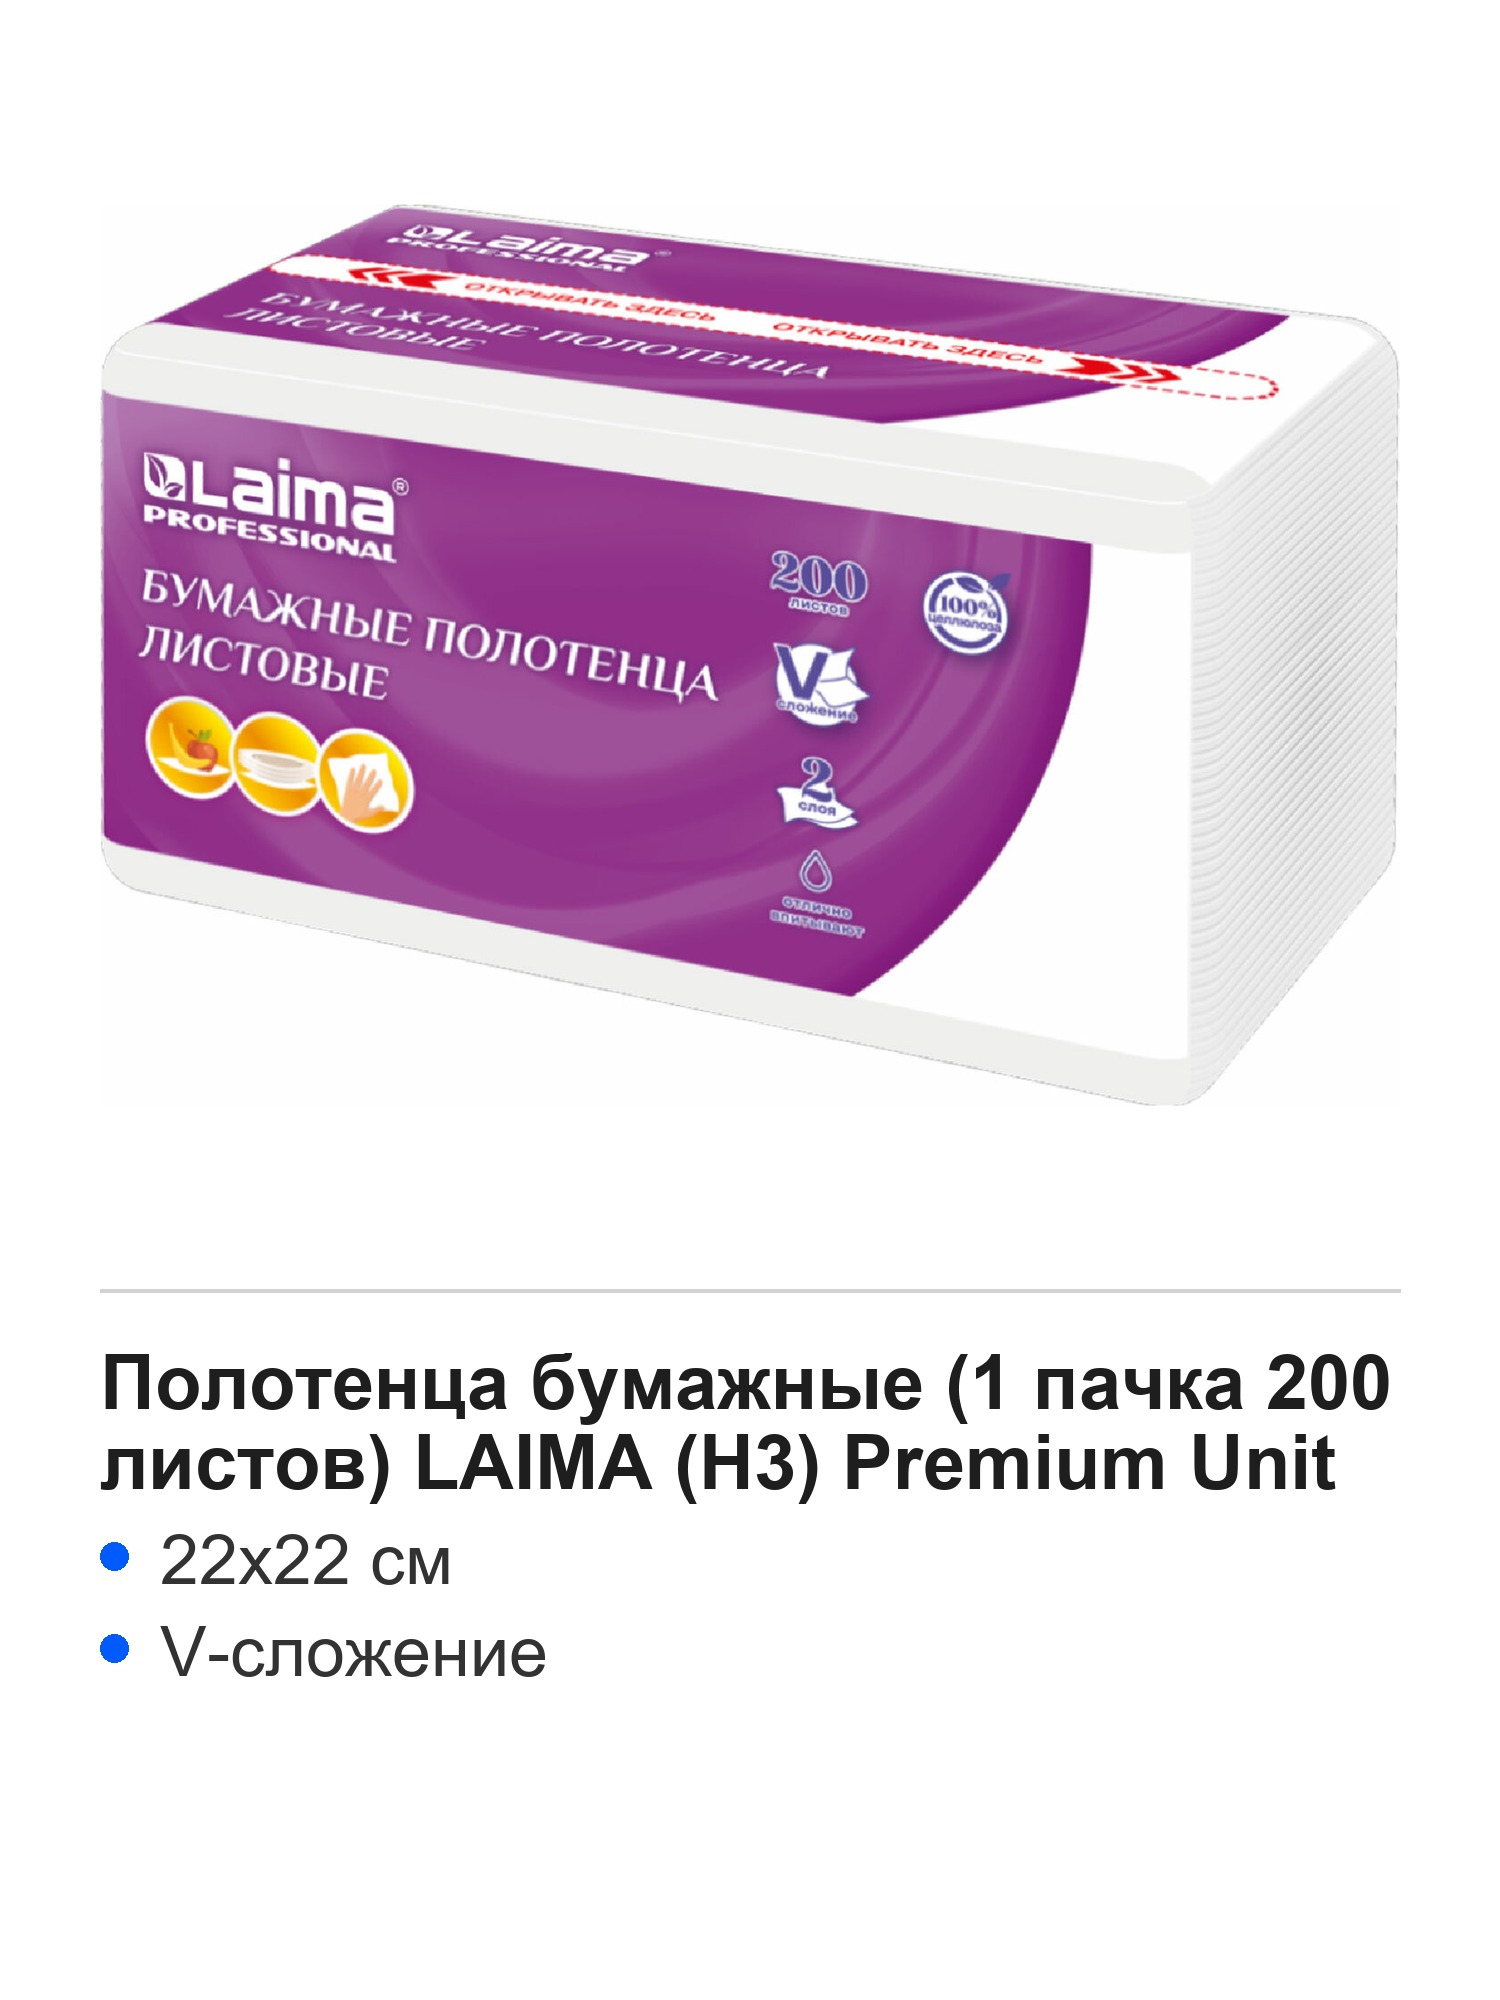 Laima®
PROFESSIONAL
ОТКРЫВАТЬ ЗДЕСЬ ОТКРЫВАТЬ ЗДЕСЬ
БУМАЖНЫЕ ПОЛОТЕНЦА
ЛИСТОВЫЕ
Laima®
PROFESSIONAL
БУМАЖНЫЕ ПОЛОТЕНЦА
ЛИСТОВЫЕ
200
ЛИСТОВ
100%
целлюлоза
V
сложение
2
слоя
отлично
впитывают
Полотенца бумажные (1 пачка 200
листов) LAIMA (H3) Premium Unit
22х22 см
V-сложение